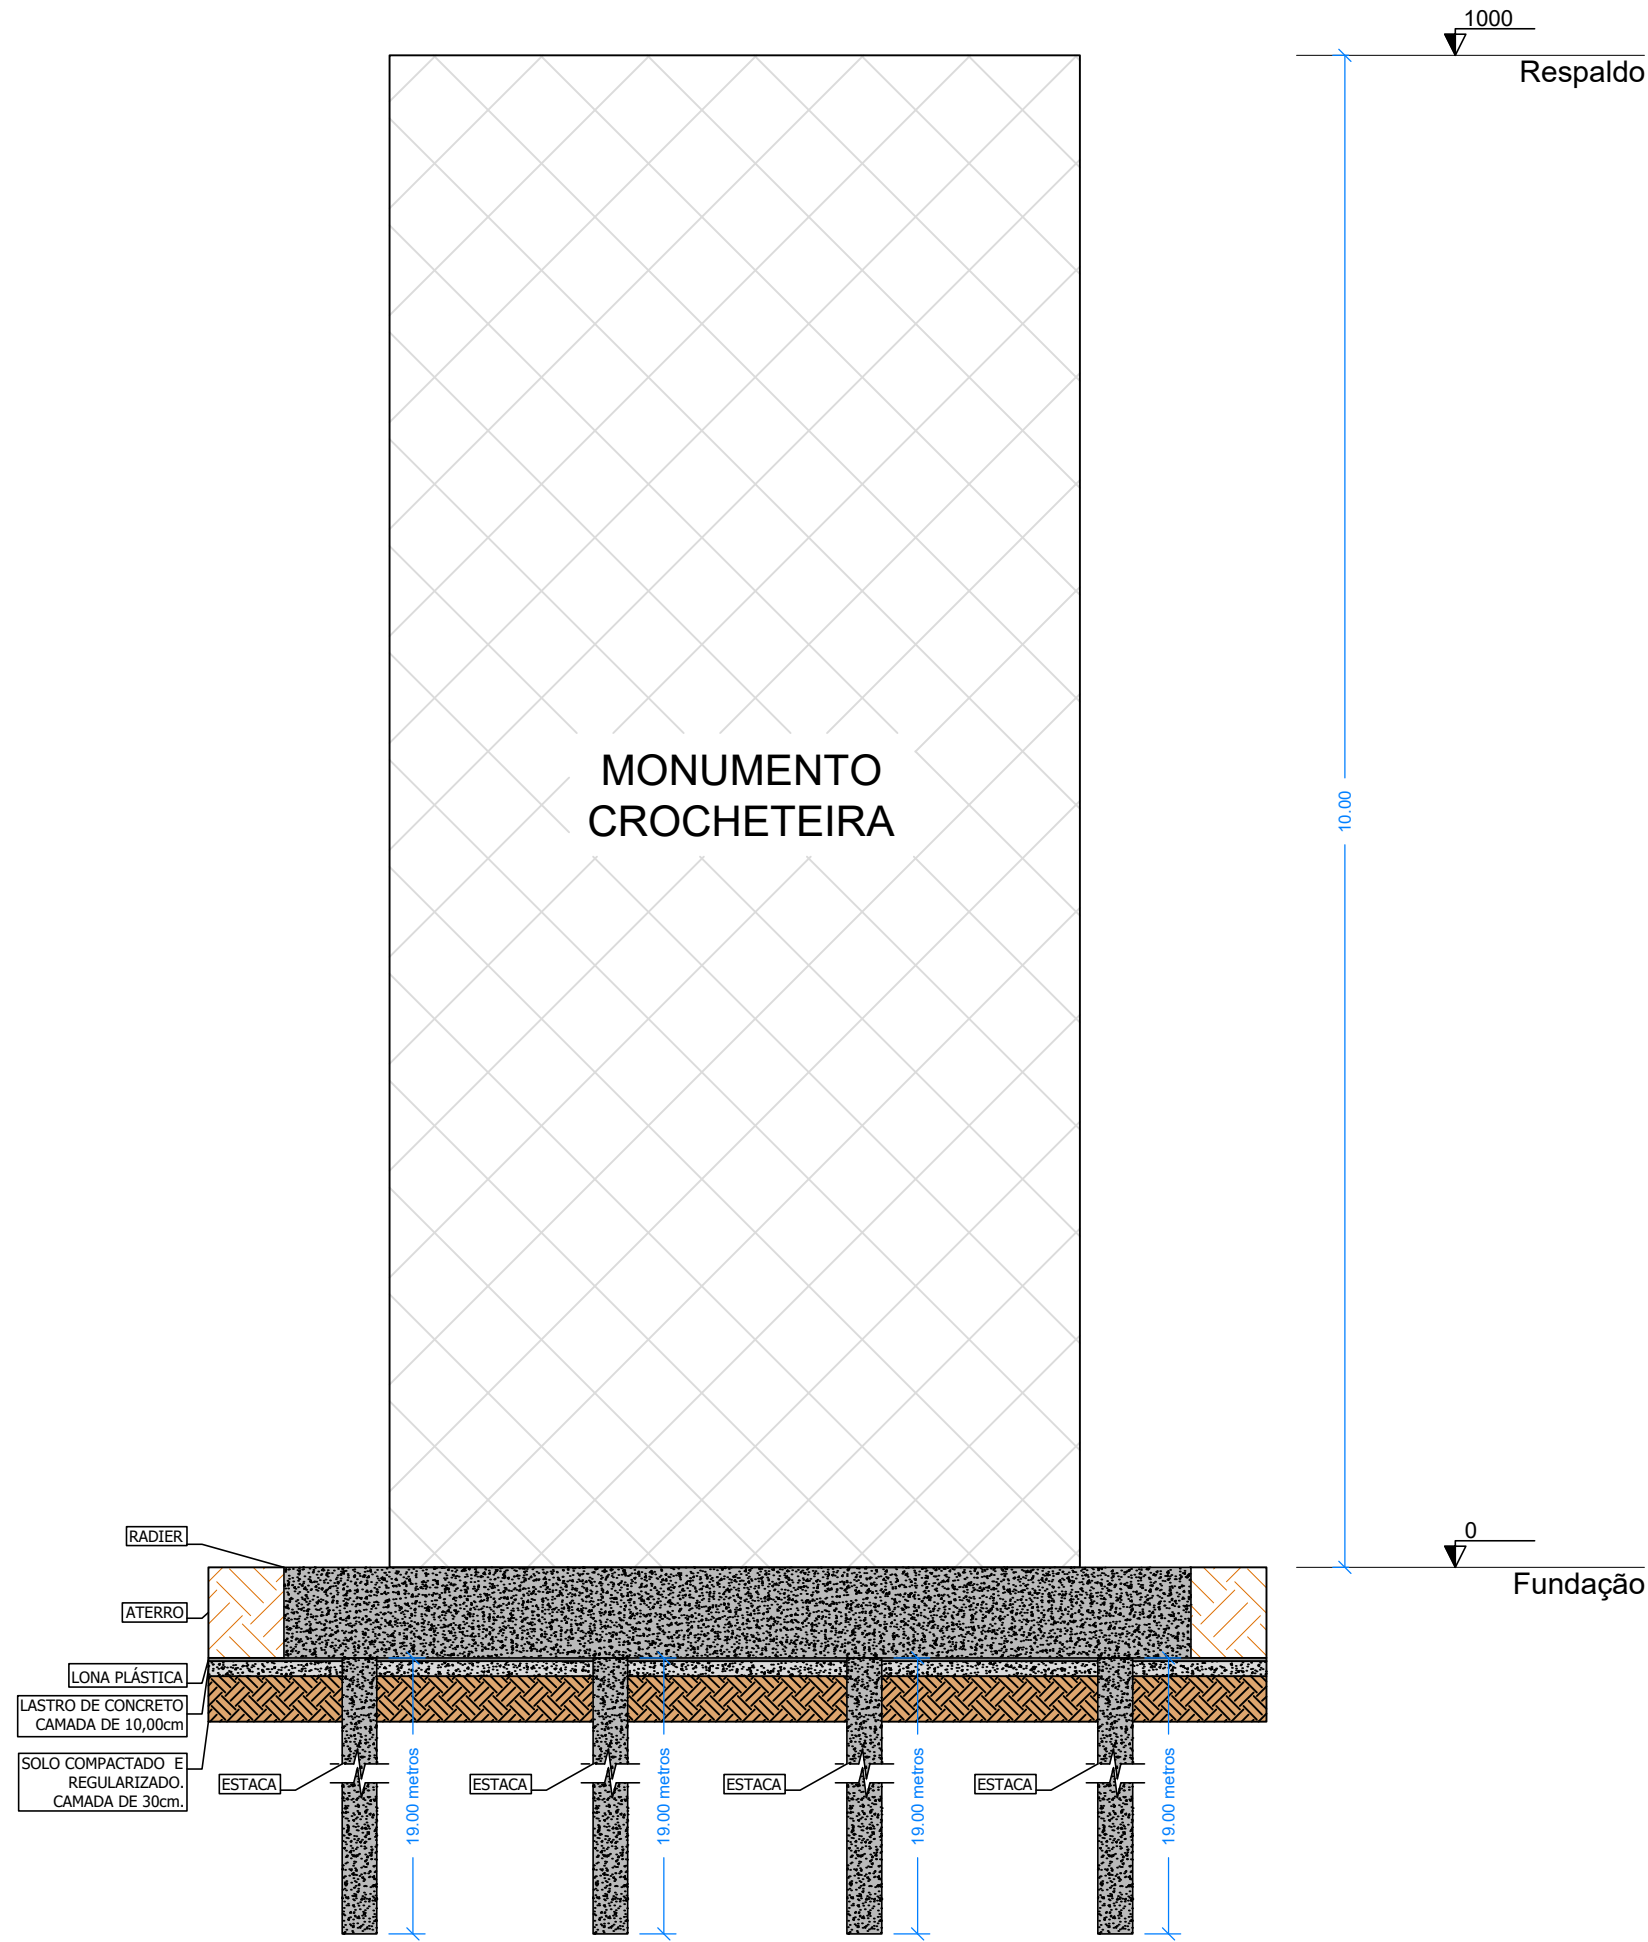 1000
Respaldo
10.00
MONUMENTO
CROCHETEIRA
0
Fundação
RADIER
ATERRO
LONA PLÁSTICA
LASTRO DE CONCRETO
CAMADA DE 10,00cm
SOLO COMPACTADO E
REGULARIZADO.
CAMADA DE 30cm.
ESTACA
19.00 metros
ESTACA
19.00 metros
ESTACA
19.00 metros
ESTACA
19.00 metros